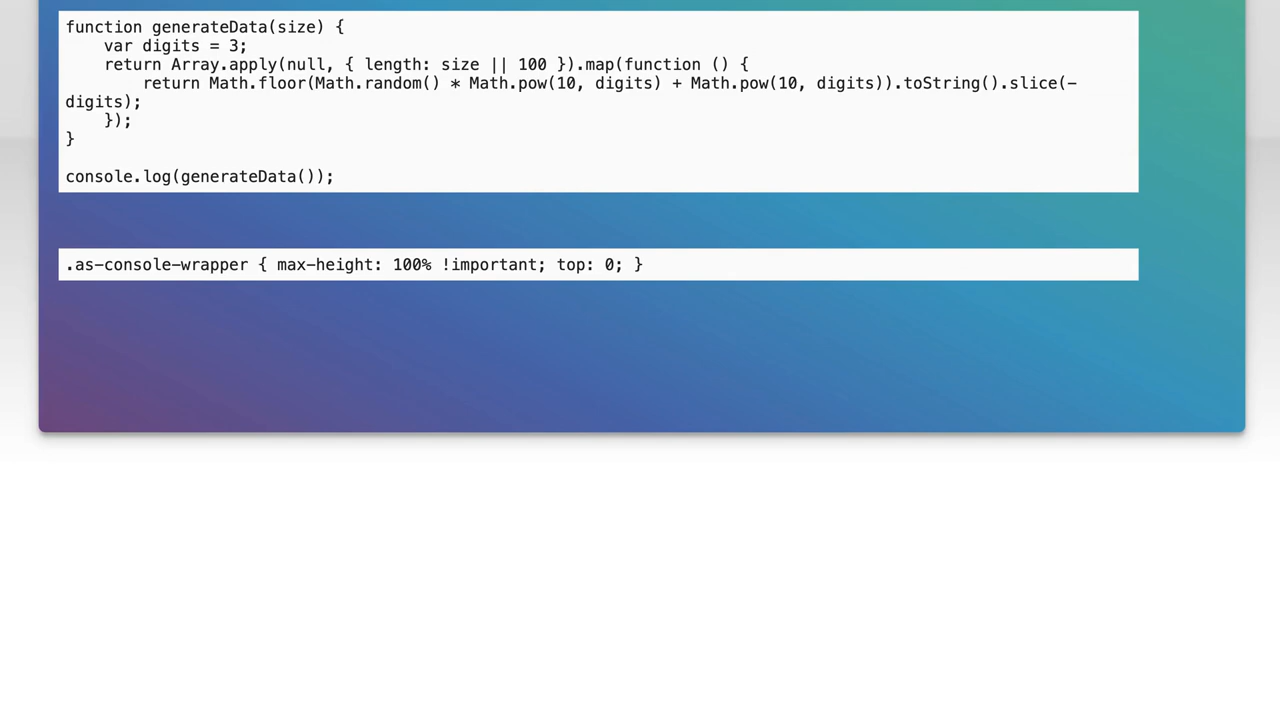 function generateData(size) {
    var digits = 3;
    return Array.apply(null, { length: size || 100 }).map(function () {
        return Math.floor(Math.random() * Math.pow(10, digits) + Math.pow(10, digits)).toString().slice(-
digits);
    });
}

console.log(generateData());

.as-console-wrapper { max-height: 100% !important; top: 0; }